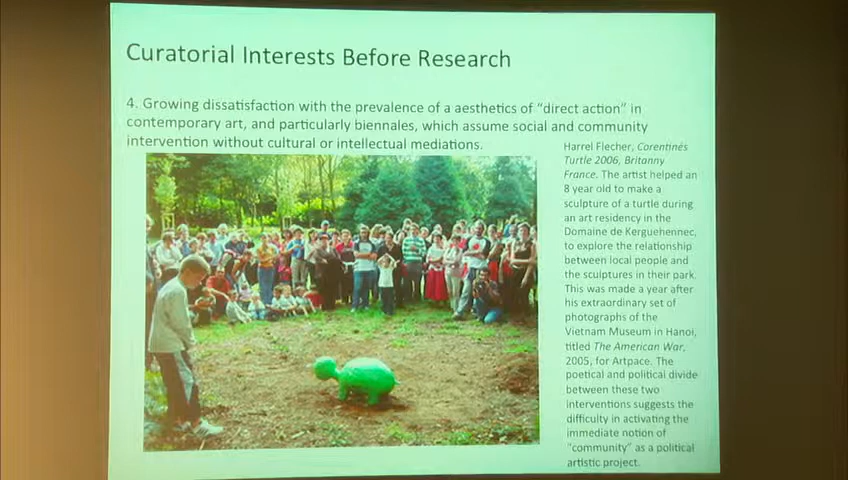 Curatorial Interests Before Research
4. Growing dissatisfaction with the prevalence of a aesthetics of “direct action” in
contemporary art, and particularly biennales, which assume social and community
intervention without cultural or intellectual mediations.
Harrel Flecher, Corentines
Turtle 2006, Britanny
France. The artist helped an
8 year old to make a
sculpture of a turtle during
an art residency in the
Domaine de Kerguehennec,
to explore the relationship
between local people and
the sculptures in their park.
This was made a year after
his extraordinary set of
photographs of the
Vietnam Museum in Hanoi,
titled The American War,
2005, for Artpace. The
poetical and political divide
between these two
interventions suggests the
difficulty in activating the
immediate notion of
“community” as a political
artistic project.